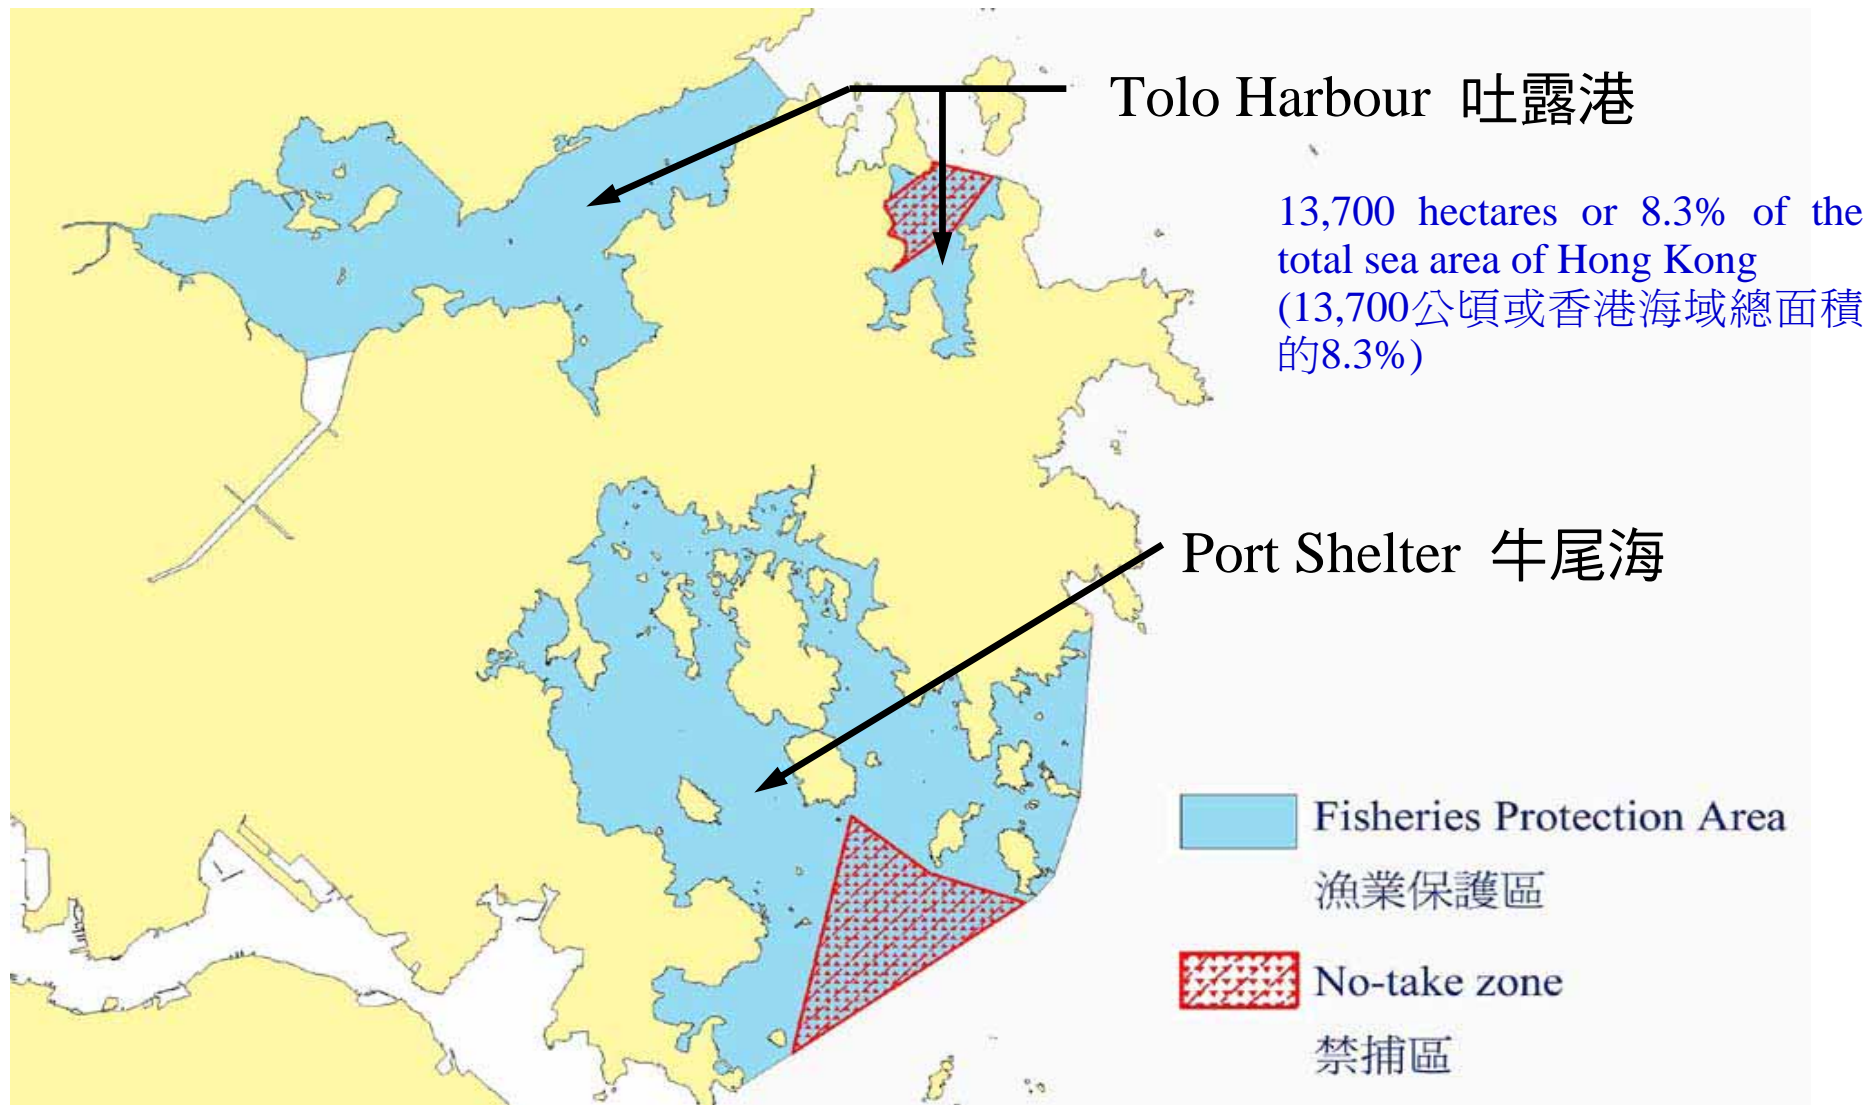 Tolo Harbour 吐露港
13,700 hectares or 8.3% of the
total sea area of Hong Kong
(13,700公頃或香港海域總面積
的8.3%)
Port Shelter 牛尾海
Fisheries Protection Area
漁業保護區
No-take zone
禁捕區